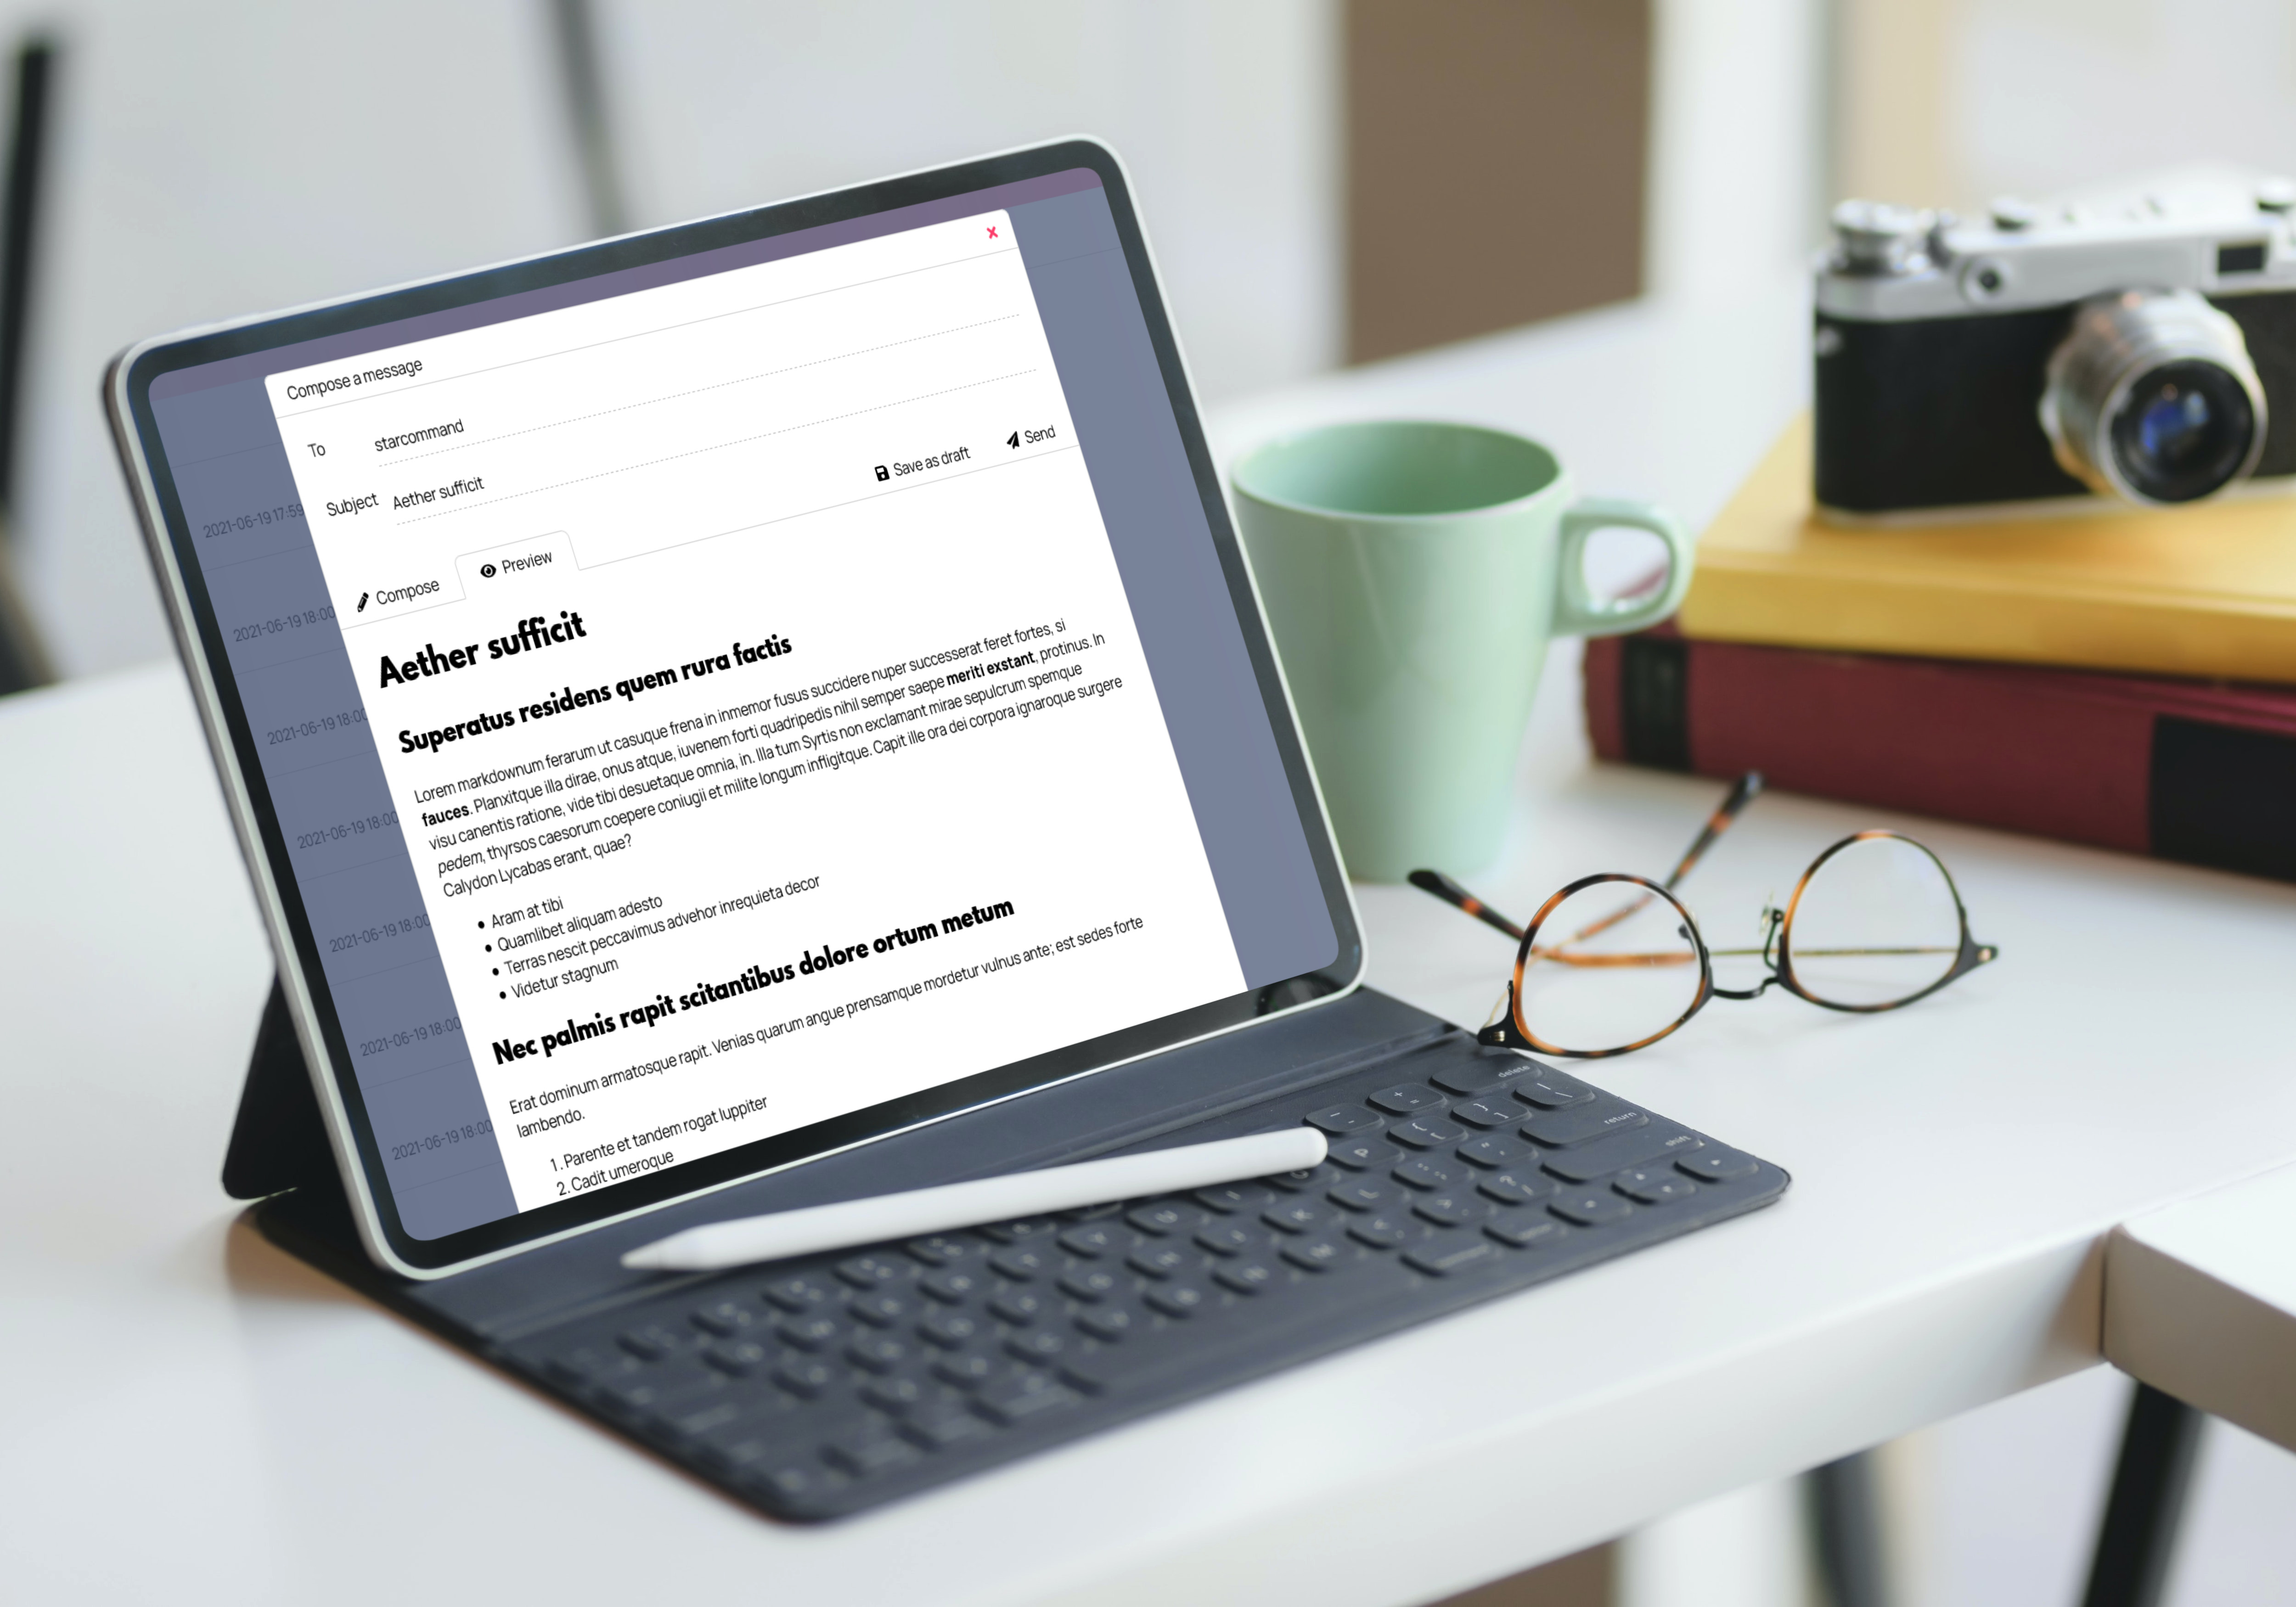 Compose a message
To starcommand
Subject Aether sufficit
Save as draft Send
Compose Preview
Aether sufficit
Superatus residens quem rura factis
Lorem markdownum ferarum ut casuque frena in inmemor fusus succidere nuper successerat feret fortes, si
fauces. Planxitque illa dirae, onus atque, iuvenem forti quadripedis nihil semper saepe meriti exstant, protinus. In
visu canentis ratione, vide tibi desuetaque omnia, in. Illa tum Syrtis non exclamant mirae sepulcrum spemque
pedem, thyrsos caesorum coepere coniugii et milite longum infligitque. Capit ille ora dei corpora ignaroque surgere
Calydon Lycabas erant, quae?
• Aram at tibi
• Quamlibet aliquam adesto
• Terras nescit peccavimus advehor inrequieta decor
• Videtur stagnum
Nec palmis rapit scitantibus dolore ortum metum
Erat dominum armatosque rapit. Venias quarum angue prensamque mordetur vulnus ante; est sedes forte
lambendo.
1. Parente et tandem rogat Iuppiter
2. Cadit umeroque
2021-06-19 17:59
2021-06-19 18:00
2021-06-19 18:00
2021-06-19 18:00
2021-06-19 18:00
2021-06-19 18:00
2021-06-19 18:00
delete
return
shift